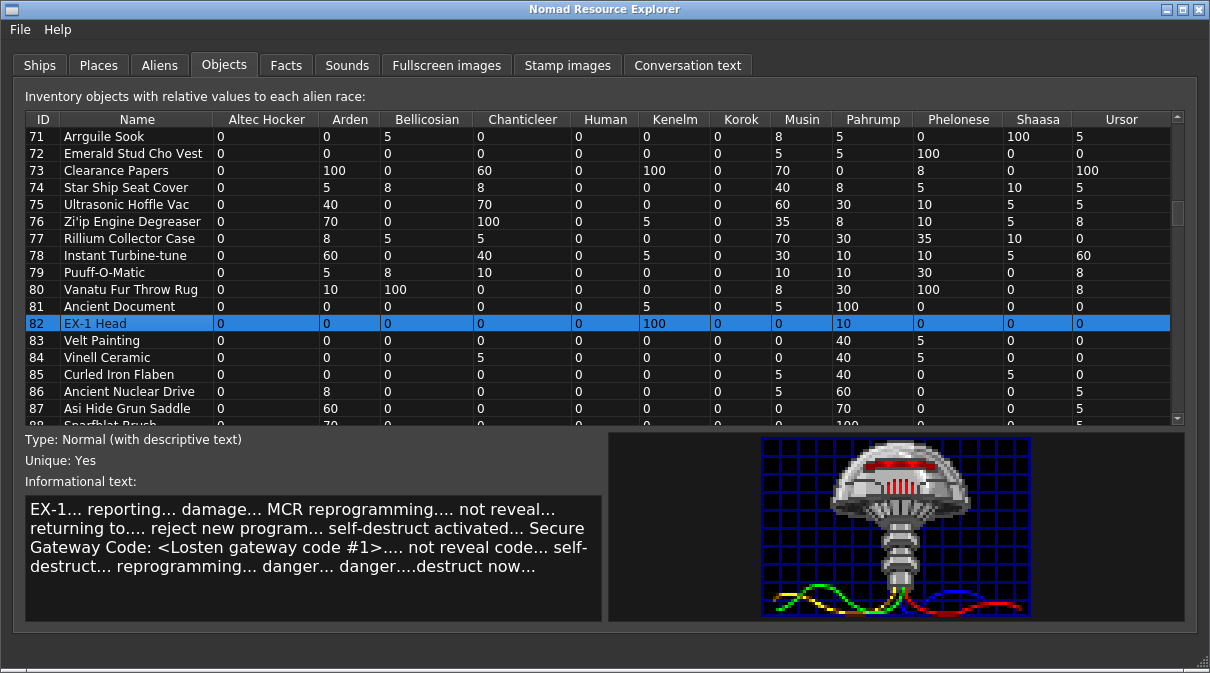 Nomad Resource Explorer
File Help
Ships Places Aliens Objects Facts Sounds Fullscreen images Stamp images Conversation text
Inventory objects with relative values to each alien race:
ID Name Altec Hocker Arden Bellicosian Chanticleer Human Kenelm Korok Musin Pahrump Phelonese Shaasa Ursor
71 Arrguile Sook 0 0 5 0 0 0 0 8 5 0 100 5
72 Emerald Stud Cho Vest 0 0 0 0 0 0 0 5 5 100 0 0
73 Clearance Papers 0 100 0 60 0 100 0 70 0 8 0 100
74 Star Ship Seat Cover 0 5 8 8 0 0 0 40 8 5 10 5
75 Ultrasonic Hoffle Vac 0 40 0 70 0 0 0 60 30 10 5 5
76 Zi'ip Engine Degreaser 0 70 0 100 0 5 0 35 8 10 5 8
77 Rillium Collector Case 0 8 5 5 0 0 0 70 30 35 10 0
78 Instant Turbine-tune 0 60 0 40 0 5 0 30 10 10 5 60
79 Puuff-O-Matic 0 5 8 10 0 0 0 10 10 30 0 8
80 Vanatu Fur Throw Rug 0 10 100 0 0 0 0 8 30 100 0 8
81 Ancient Document 0 0 0 0 0 5 0 5 100 0 0 0
82 EX-1 Head 0 0 0 0 0 100 0 0 10 0 0 0
83 Velt Painting 0 0 0 0 0 0 0 0 40 5 0 0
84 Vinell Ceramic 0 0 0 5 0 0 0 0 40 5 0 0
85 Curled Iron Flaben 0 0 0 0 0 0 0 5 40 0 5 0
86 Ancient Nuclear Drive 0 8 0 0 0 0 0 5 60 0 0 5
87 Asi Hide Grun Saddle 0 60 0 0 0 0 0 0 70 0 0 5
Type: Normal (with descriptive text)
Unique: Yes
Informational text:
EX-1... reporting... damage... MCR reprogramming.... not reveal...
returning to.... reject new program... self-destruct activated... Secure
Gateway Code: <Losten gateway code #1>.... not reveal code... self-
destruct... reprogramming... danger... danger....destruct now...